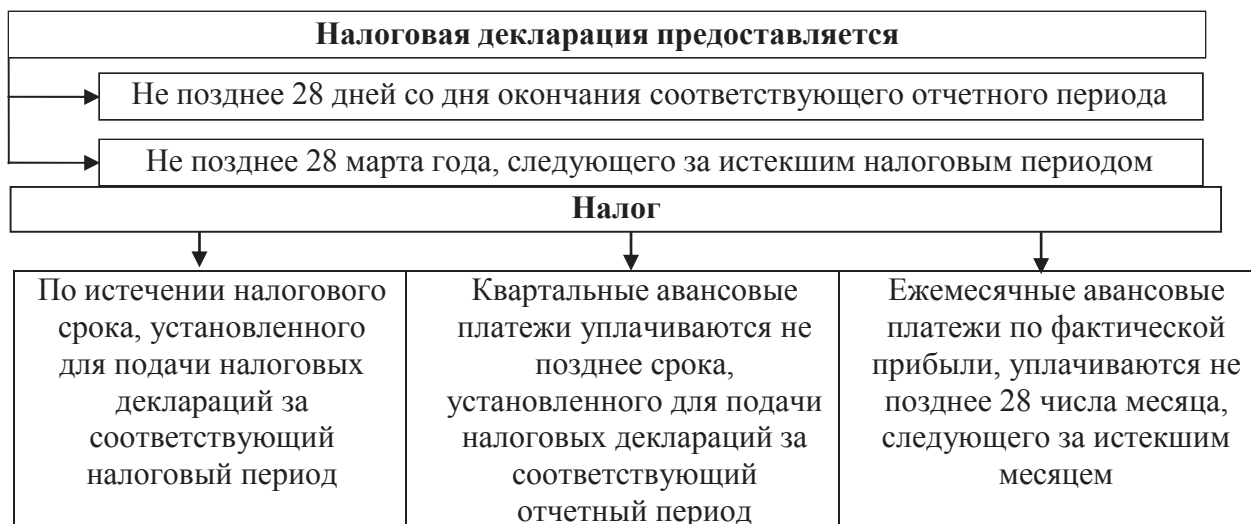 Налоговая декларация предоставляется
Не позднее 28 дней со дня окончания соответствующего отчетного периода
Не позднее 28 марта года, следующего за истекшим налоговым периодом
Налог
По истечении налогового
срока, установленного
для подачи налоговых
деклараций за
соответствующий
налоговый период
Квартальные авансовые
платежи уплачиваются не
позднее срока,
установленного для подачи
налоговых деклараций за
соответствующий
отчетный период
Ежемесячные авансовые
платежи по фактической
прибыли, уплачиваются не
позднее 28 числа месяца,
следующего за истекшим
месяцем